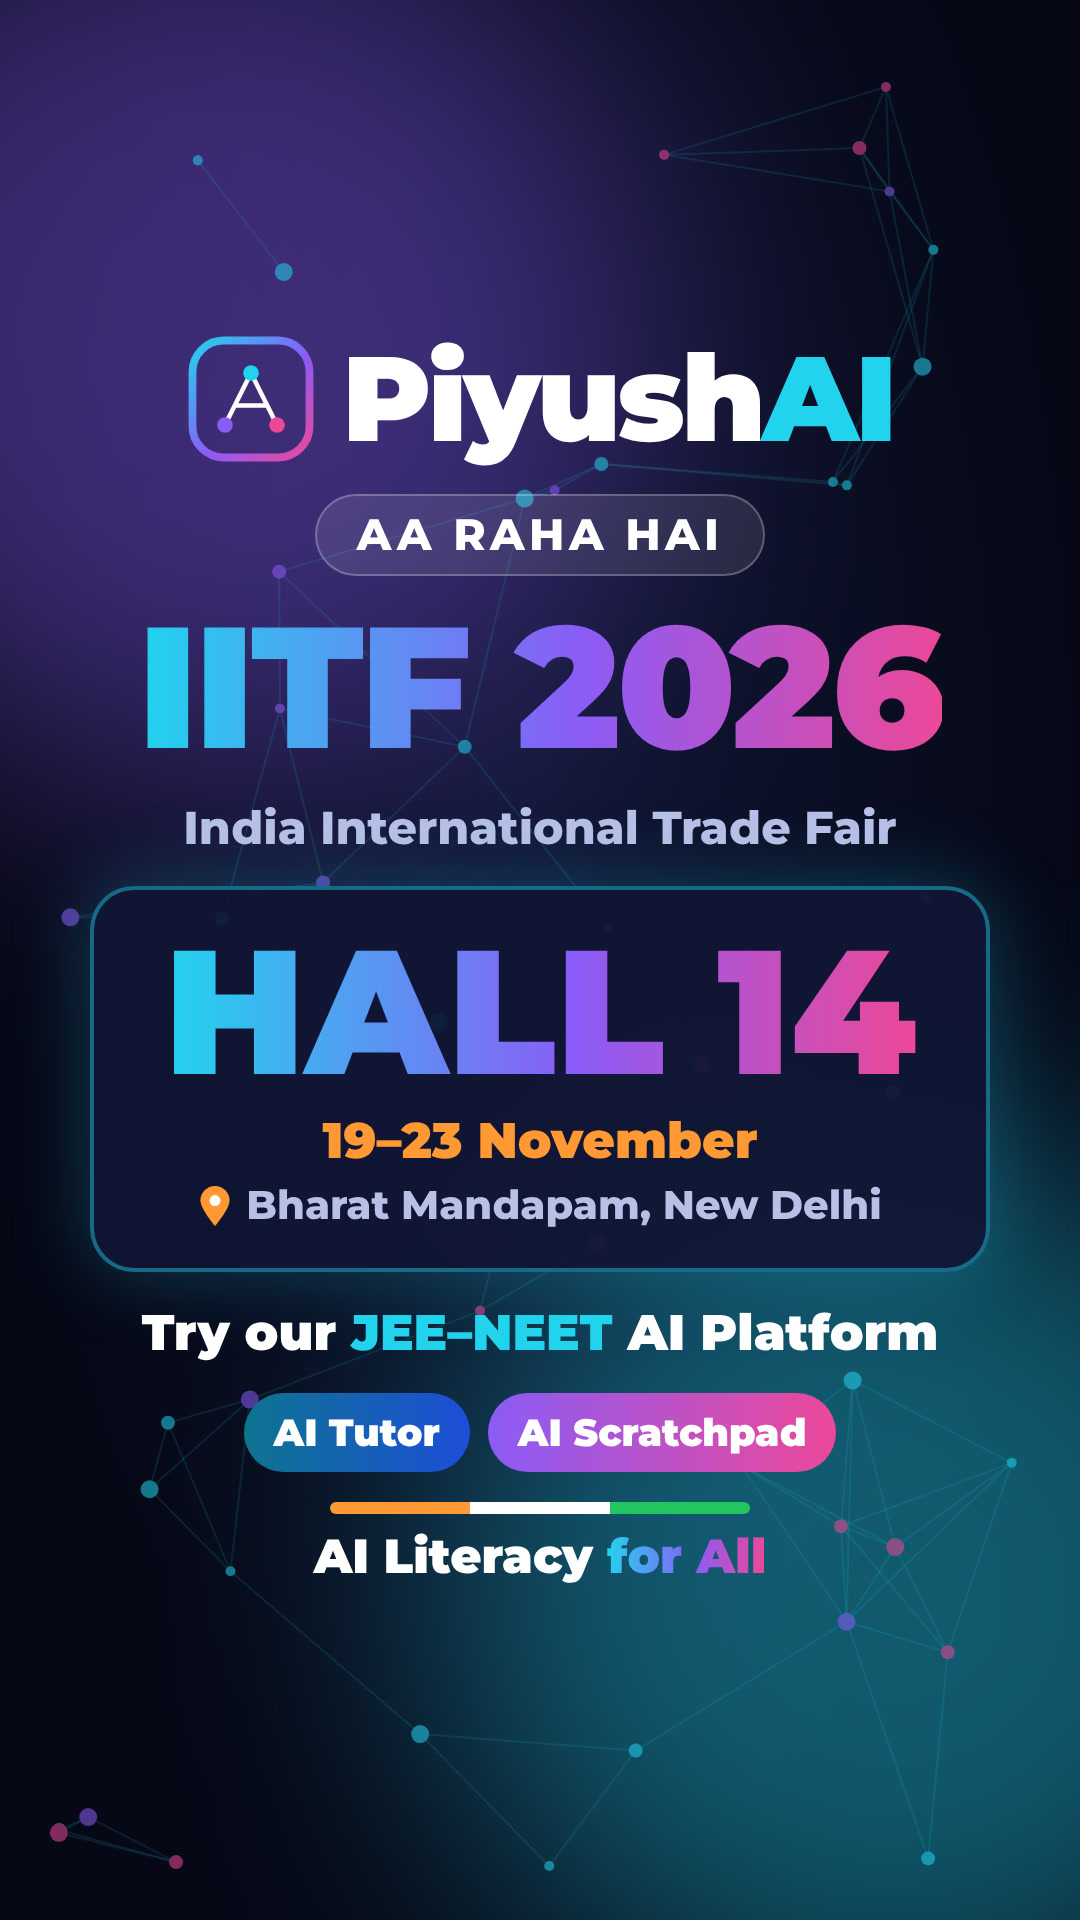 PiyushAI
AA RAHA HAI
IITF 2026
India International Trade Fair
HALL 14
19–23 November
Bharat Mandapam, New Delhi
Try our JEE–NEET AI Platform
AI Tutor
AI Scratchpad
AI Literacy for All